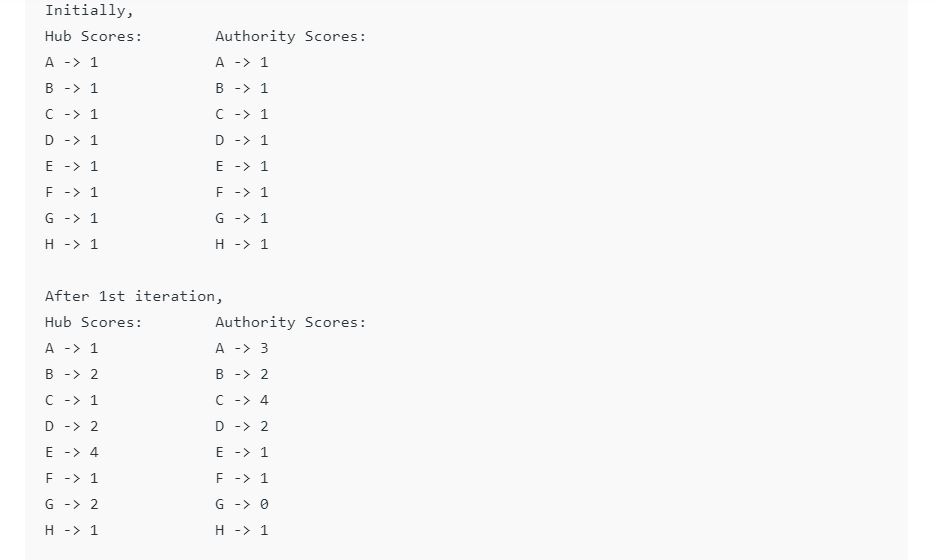 Initially,
Hub Scores:        Authority Scores:
A -> 1             A -> 1
B -> 1             B -> 1
C -> 1             C -> 1
D -> 1             D -> 1
E -> 1             E -> 1
F -> 1             F -> 1
G -> 1             G -> 1
H -> 1             H -> 1
After 1st iteration,
Hub Scores:        Authority Scores:
A -> 1             A -> 3
B -> 2             B -> 2
C -> 1             C -> 4
D -> 2             D -> 2
E -> 4             E -> 1
F -> 1             F -> 1
G -> 2             G -> 0
H -> 1             H -> 1